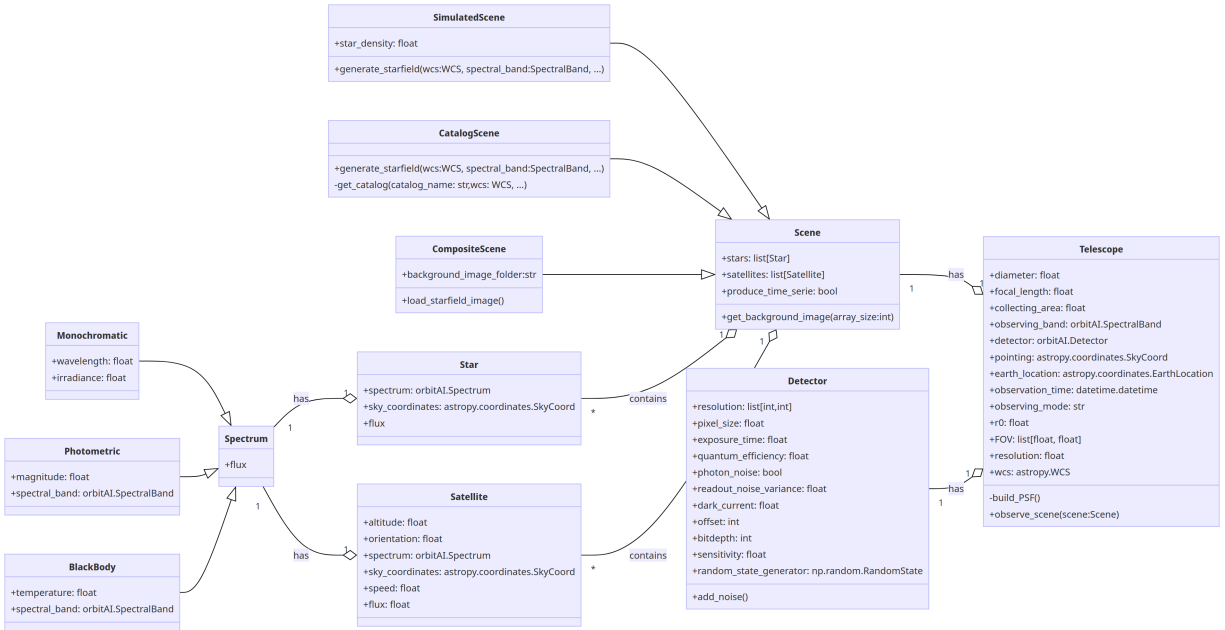 SimulatedScene
+star_density: float
+generate_starfield(wcs:WCS, spectral_band:SpectralBand, ...)
CatalogScene
+generate_starfield(wcs:WCS, spectral_band:SpectralBand, ...)
-get_catalog(catalog_name: str,wcs: WCS, ...)
CompositeScene
+background_image_folder:str
+load_starfield_image()
Scene
+stars: list[Star]
+satellites: list[Satellite]
+produce_time_serie: bool
+get_background_image(array_size:int)
has
1
1
Telescope
+diameter: float
+focal_length: float
+collecting_area: float
+observing_band: orbitAI.SpectralBand
+detector: orbitAI.Detector
+pointing: astropy.coordinates.SkyCoord
+earth_location: astropy.coordinates.EarthLocation
+observation_time: datetime.datetime
+observing_mode: str
+r0: float
+FOV: list[float, float]
+resolution: float
+wcs: astropy.WCS
-build_PSF()
+observe_scene(scene:Scene)
Monochromatic
+wavelength: float
+irradiance: float
Photometric
+magnitude: float
+spectral_band: orbitAI.SpectralBand
BlackBody
+temperature: float
+spectral_band: orbitAI.SpectralBand
Spectrum
+flux
has
1
1
has
1
1
Star
+spectrum: orbitAI.Spectrum
+sky_coordinates: astropy.coordinates.SkyCoord
+flux
Satellite
+altitude: float
+orientation: float
+spectrum: orbitAI.Spectrum
+sky_coordinates: astropy.coordinates.SkyCoord
+speed: float
+flux: float
1
contains
*
1
contains
*
Detector
+resolution: list[int,int]
+pixel_size: float
+exposure_time: float
+quantum_efficiency: float
+photon_noise: bool
+readout_noise_variance: float
+dark_current: float
+offset: int
+bitdepth: int
+sensitivity: float
+random_state_generator: np.random.RandomState
+add_noise()
1
has
1